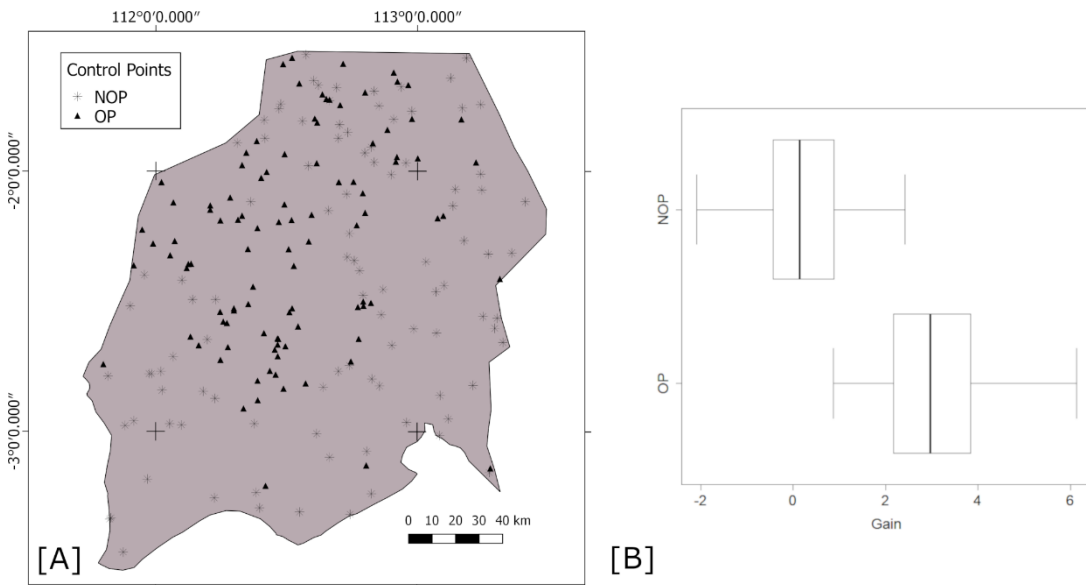 112°0'0.000" 113°0'0.000"
Control Points
NOP
OP
-2°0'0.000"
-3°0'0.000"
0 10 20 30 40 km
[A]
NOP
OP
-2 0 2 4 6
Gain
[B]